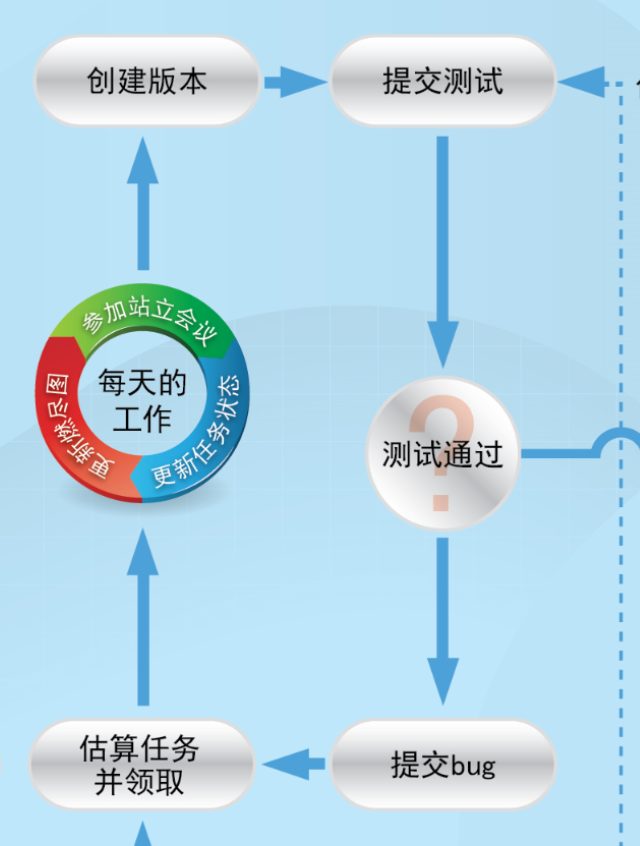 创建版本
提交测试
参加站立会议
更新任务状态
更新燃尽图
每天的
工作
测试通过
估算任务
并领取
提交bug